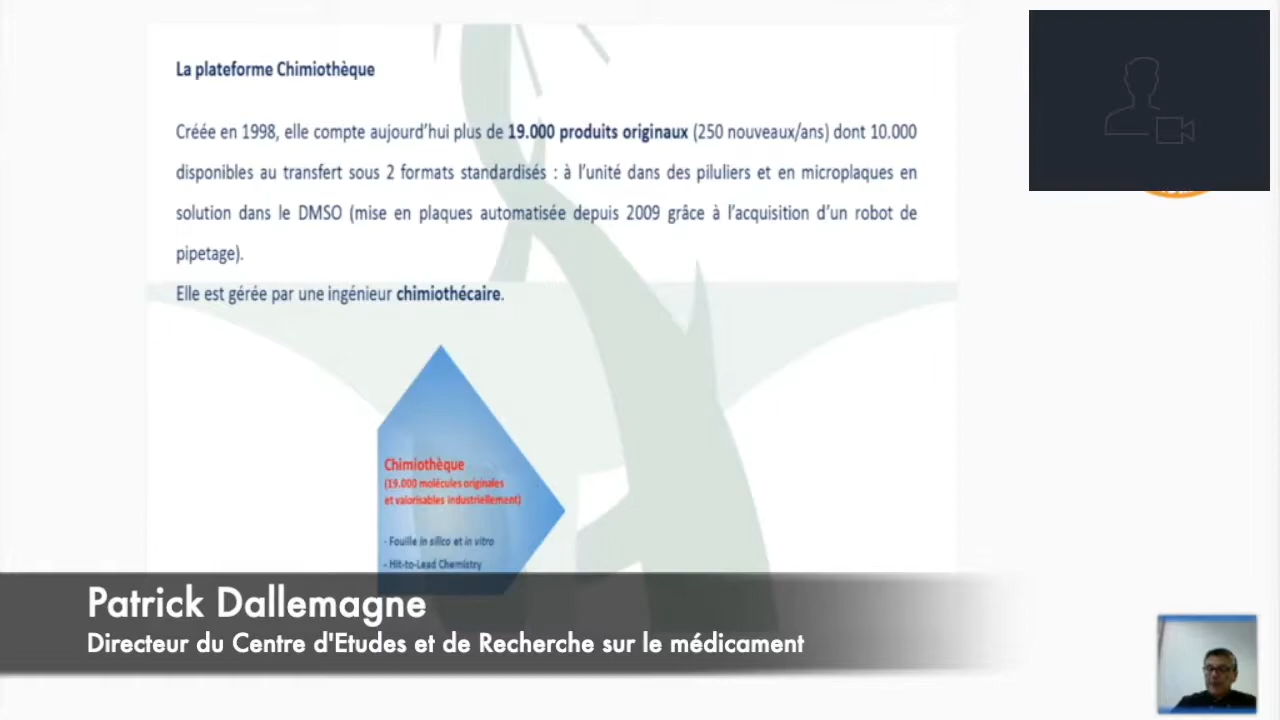 La plateforme Chimiothèque
Créée en 1998, elle compte aujourd'hui plus de 19.000 produits originaux (250 nouveaux/ans) dont 10.000
disponibles au transfert sous 2 formats standardisés : à l'unité dans des piluliers et en microplaques en
solution dans le DMSO (mise en plaques automatisée depuis 2009 grâce à l'acquisition d'un robot de
pipetage).
Elle est gérée par une ingénieur chimiothécaire.
Chimiothèque
(19.000 molécules originales
et valorisables industriellement)
- Fouille in silico et in vitro
- Hit-to-Lead Chemistry
Patrick Dallemagne
Directeur du Centre d'Etudes et de Recherche sur le médicament